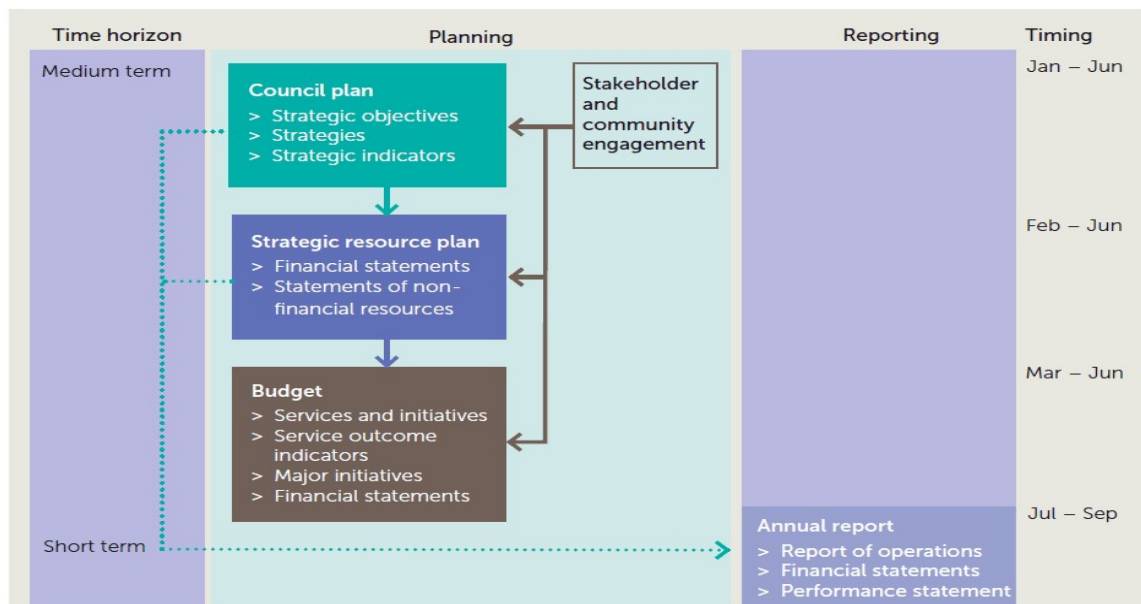 Time horizon
Planning
Reporting
Timing
Medium term
Jan – Jun
Council plan
> Strategic objectives
> Strategies
> Strategic indicators
Stakeholder
and
community
engagement
Feb – Jun
Strategic resource plan
> Financial statements
> Statements of non-
financial resources
Mar – Jun
Budget
> Services and initiatives
> Service outcome
indicators
> Major initiatives
> Financial statements
Jul – Sep
Short term
Annual report
> Report of operations
> Financial statements
> Performance statement